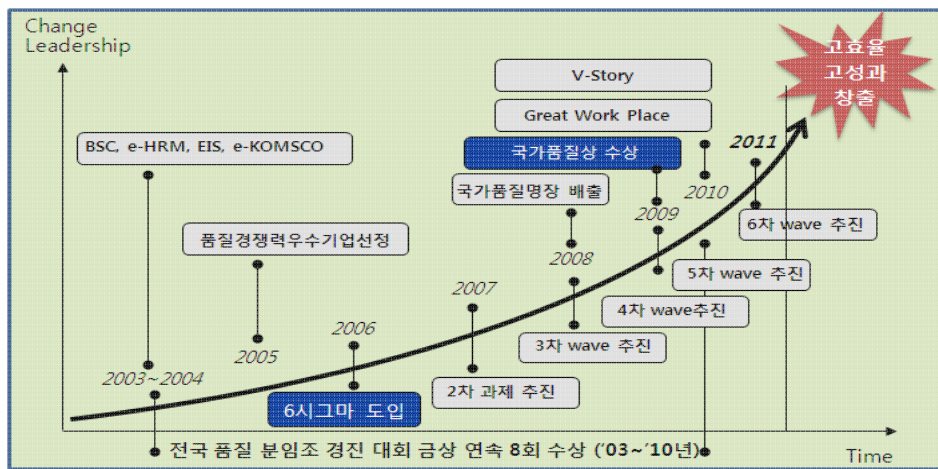 Change
Leadership
고효율
고성과
창출
V-Story
Great Work Place
BSC, e-HRM, EIS, e-KOMSCO
국가품질상 수상
2011
국가품질명장 배출
2010
품질경쟁력우수기업선정
2009
6차 wave 추진
2008
5차 wave 추진
2007
4차 wave추진
2006
3차 wave 추진
2005
2003~2004
2차 과제 추진
6시그마 도입
전국 품질 분임조 경진 대회 금상 연속 8회 수상 ('03~'10년)
Time